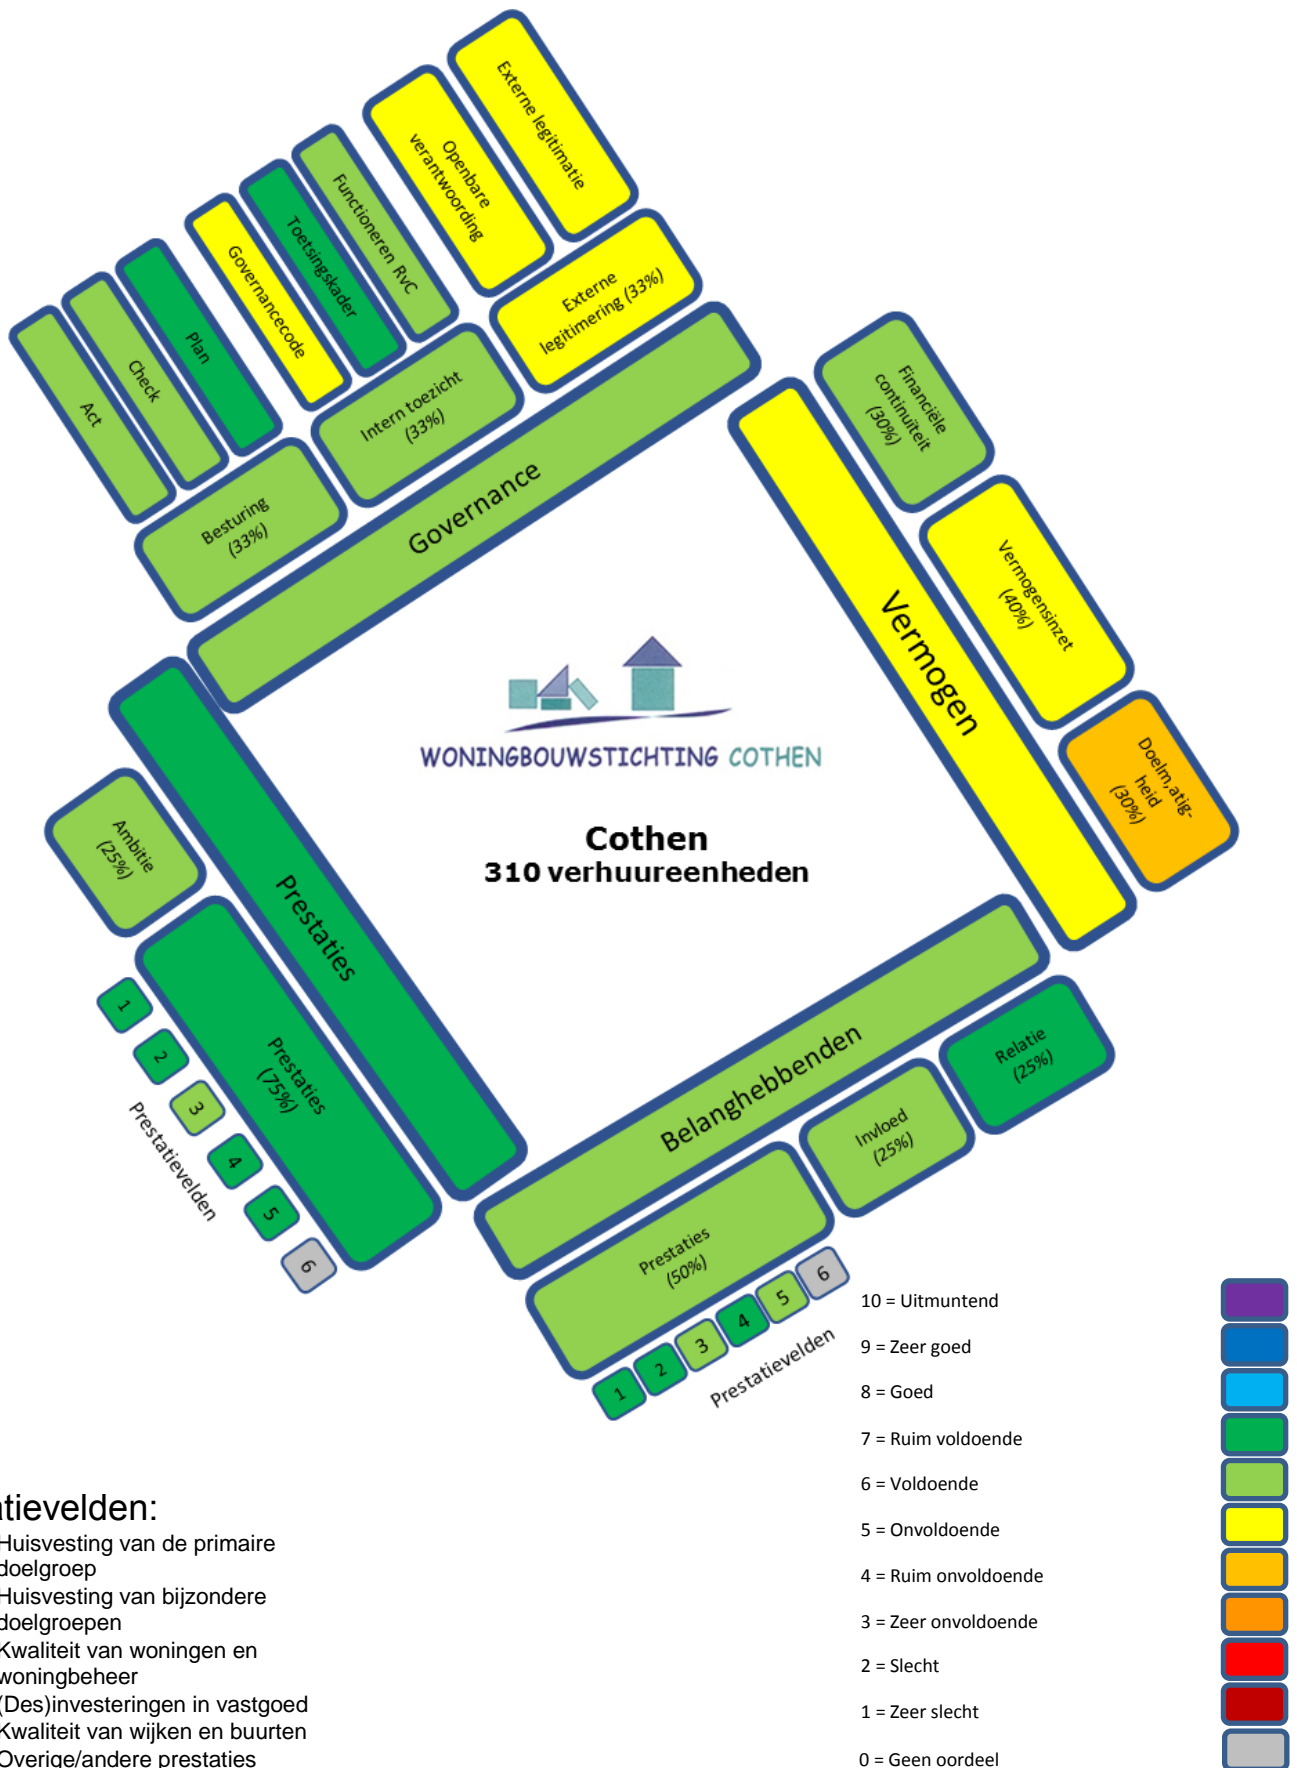 Externe legitimatie
Openbare
verantwoording
Functioneren RvC
Toetsingskader
Governancecode
Plan
Check
Act
Externe
legitimering (33%)
Intern toezicht
(33%)
Besturing
(33%)
Governance
Financiële
continuïteit
(30%)
Vermogensinzet
(40%)
Doelm,atig-
heid
(30%)
Vermogen
WONINGBOUWSTICHTING COTHEN
Cothen
310 verhuureenheden
Ambitie
(25%)
Prestaties
Prestaties
(75%)
1
2
3
4
5
6
Prestatievelden
Belanghebbenden
Relatie
(25%)
Invloed
(25%)
Prestaties
(50%)
1
2
3
4
5
6
Prestatievelden
10 = Uitmuntend
9 = Zeer goed
8 = Goed
7 = Ruim voldoende
6 = Voldoende
5 = Onvoldoende
4 = Ruim onvoldoende
3 = Zeer onvoldoende
2 = Slecht
1 = Zeer slecht
0 = Geen oordeel
atievelden:
Huisvesting van de primaire
doelgroep
Huisvesting van bijzondere
doelgroepen
Kwaliteit van woningen en
woningbeheer
(Des)investeringen in vastgoed
Kwaliteit van wijken en buurten
Overige/andere prestaties